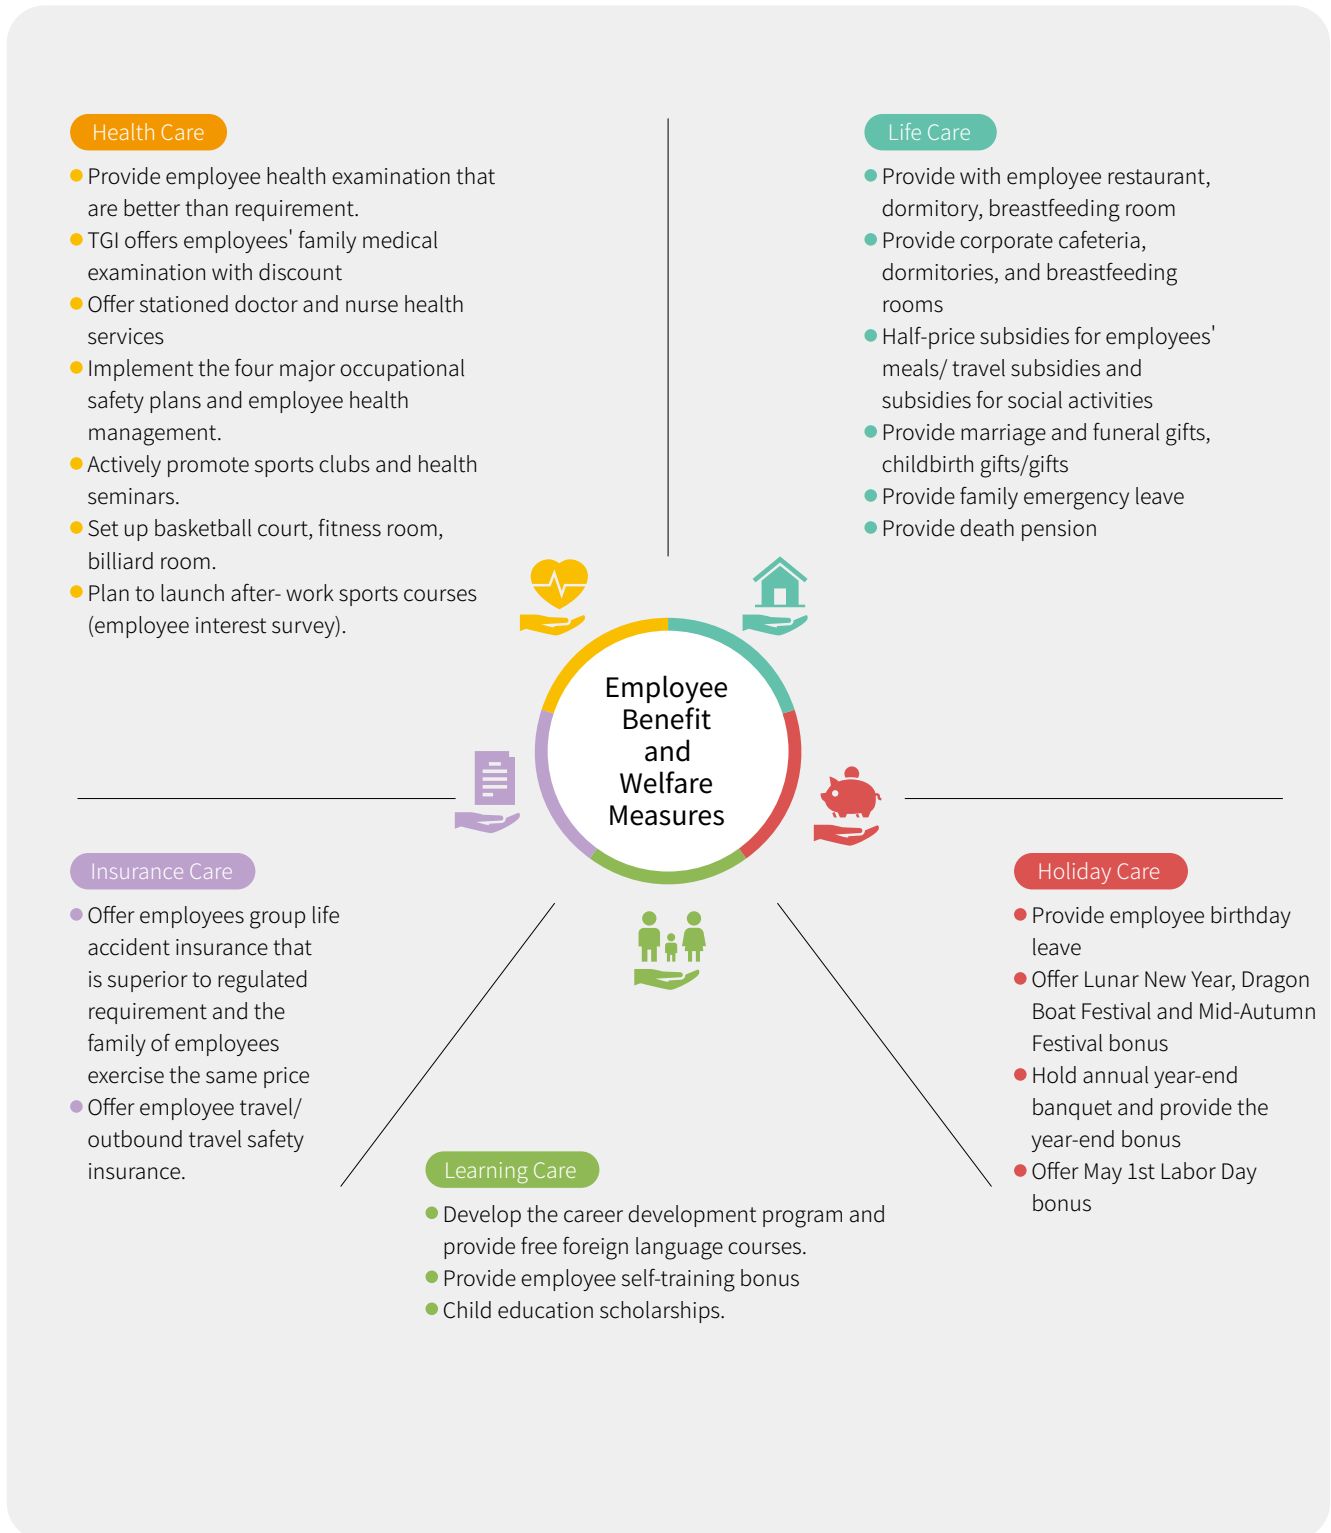 Health Care
Provide employee health examination that
are better than requirement.
TGI offers employees' family medical
examination with discount
Offer stationed doctor and nurse health
services
Implement the four major occupational
safety plans and employee health
management.
Actively promote sports clubs and health
seminars.
Set up basketball court, fitness room,
billiard room.
Plan to launch after- work sports courses
(employee interest survey).
Life Care
Provide with employee restaurant,
dormitory, breastfeeding room
Provide corporate cafeteria,
dormitories, and breastfeeding
rooms
Half-price subsidies for employees'
meals/ travel subsidies and
subsidies for social activities
Provide marriage and funeral gifts,
childbirth gifts/gifts
Provide family emergency leave
Provide death pension
Employee
Benefit
and
Welfare
Measures
Insurance Care
Offer employees group life
accident insurance that
is superior to regulated
requirement and the
family of employees
exercise the same price
Offer employee travel/
outbound travel safety
insurance.
Learning Care
Develop the career development program and
provide free foreign language courses.
Provide employee self-training bonus
Child education scholarships.
Holiday Care
Provide employee birthday
leave
Offer Lunar New Year, Dragon
Boat Festival and Mid-Autumn
Festival bonus
Hold annual year-end
banquet and provide the
year-end bonus
Offer May 1st Labor Day
bonus